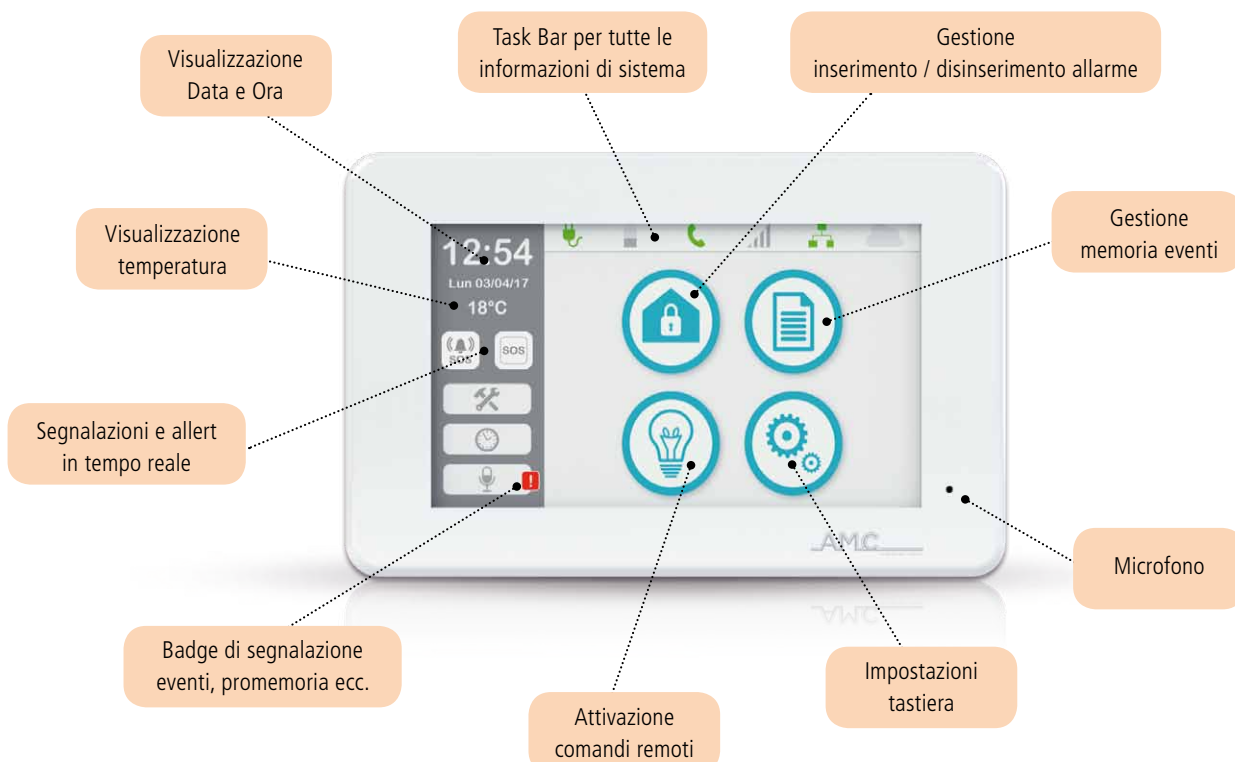 Visualizzazione
Data e Ora
Task Bar per tutte le
informazioni di sistema
Gestione
inserimento / disinserimento allarme
Visualizzazione
temperatura
Gestione
memoria eventi
12:54
Lun 03/04/17
18°C
SOS
SOS
Segnalazioni e allert
in tempo reale
AMC
Microfono
Badge di segnalazione
eventi, promemoria ecc.
Impostazioni
tastiera
Attivazione
comandi remoti